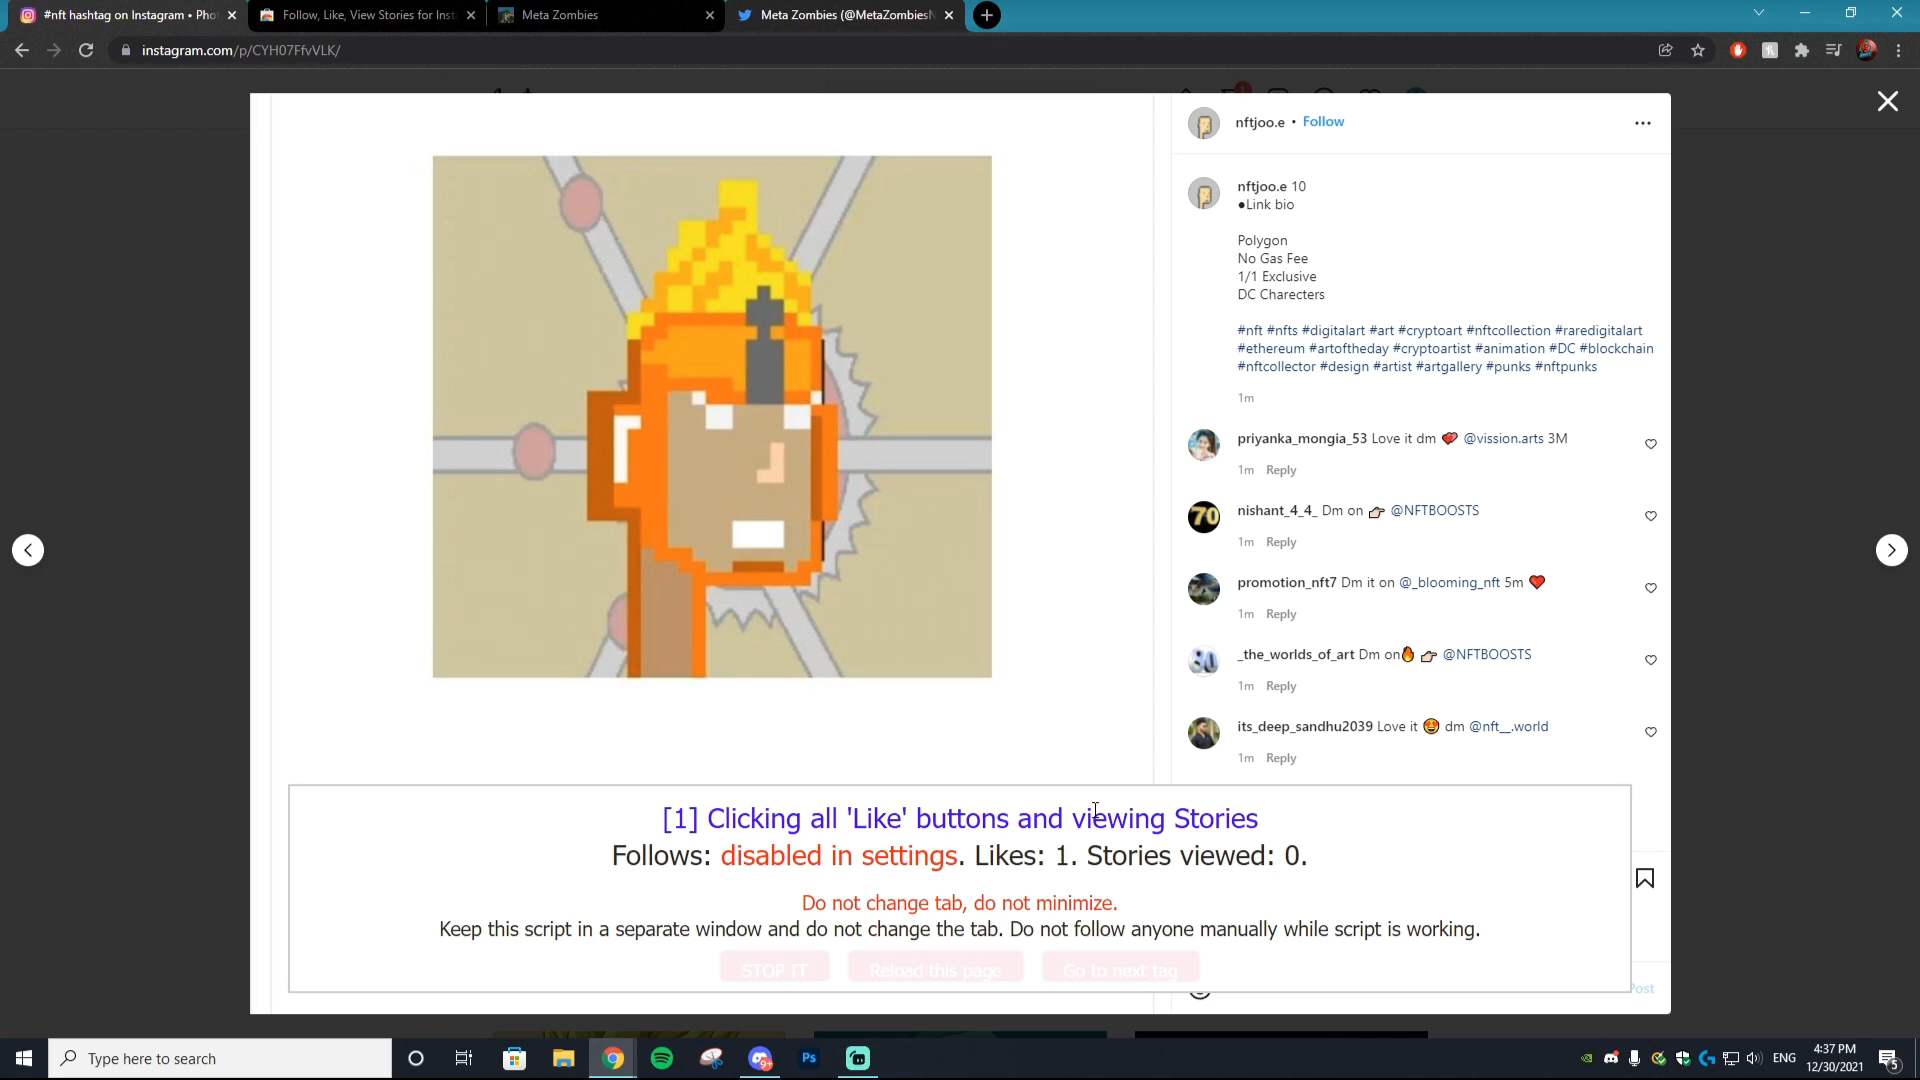 #nft hashtag on Instagram • Pho
Follow, Like, View Stories for Inst
Meta Zombies
Meta Zombies (@MetaZombiesN
instagram.com/p/CYH07FfvVLK/
nftjoo.e • Follow
nftjoo.e 10
●Link bio
Polygon
No Gas Fee
1/1 Exclusive
DC Charecters
#nft #nfts #digitalart #art #cryptoart #nftcollection #raredigitalart
#ethereum #artoftheday #cryptoartist #animation #DC #blockchain
#nftcollector #design #artist #artgallery #punks #nftpunks
1m
priyanka_mongia_53 Love it dm 💕 @vission.arts 3M
1m Reply
70
nishant_4_4_ Dm on 👉 @NFTBOOSTS
1m Reply
promotion_nft7 Dm it on @_blooming_nft 5m ❤️
1m Reply
_the_worlds_of_art Dm on🔥 👉 @NFTBOOSTS
1m Reply
its_deep_sandhu2039 Love it 😍 dm @nft__.world
1m Reply
[1] Clicking all 'Like' buttons and viewing Stories
Follows: disabled in settings. Likes: 1. Stories viewed: 0.
Do not change tab, do not minimize.
Keep this script in a separate window and do not change the tab. Do not follow anyone manually while script is working.
STOP IT
Reload this page
Go to next tag
Post
Type here to search
9+
Ps
ENG
4:37 PM
12/30/2021
5